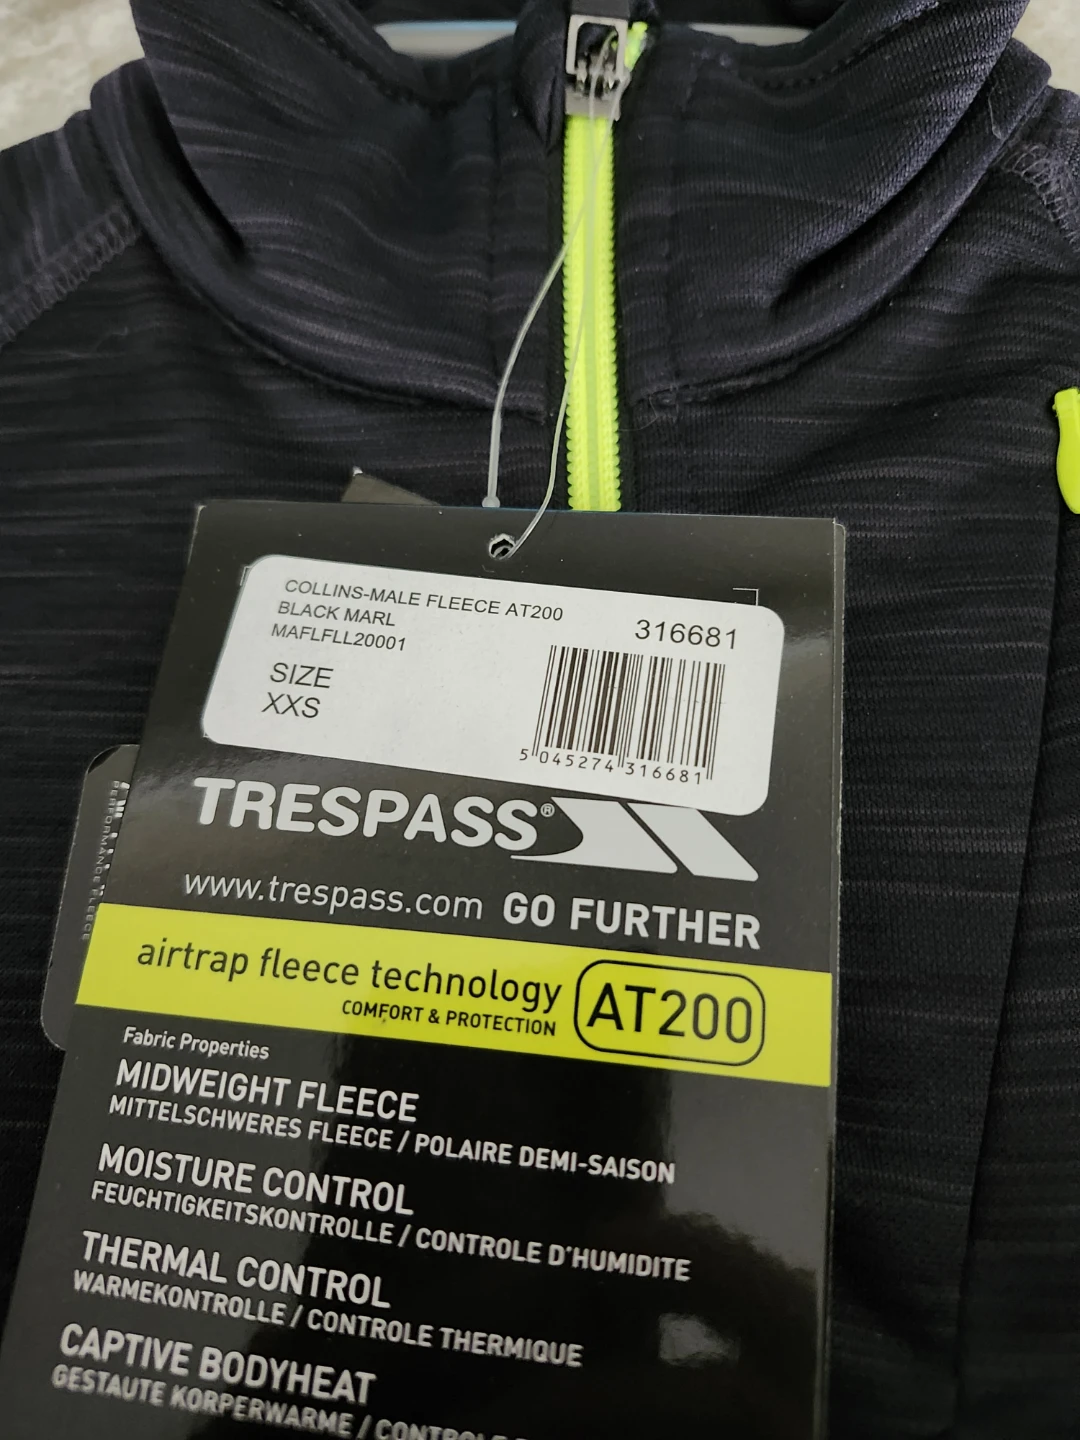 COLLINS-MALE FLEECE AT200
BLACK MARL
MAFLFLL20001
316681
SIZE
XXS
5 045274 316681
TRESPASS®
www.trespass.com GO FURTHER
airtrap fleece technology
COMFORT & PROTECTION
AT200
Fabric Properties
MIDWEIGHT FLEECE
MITTELSCHWERES FLEECE / POLAIRE DEMI-SAISON
MOISTURE CONTROL
FEUCHTIGKEITSKONTROLLE / CONTROLE D'HUMIDITE
THERMAL CONTROL
WARMEKONTROLLE / CONTROLE THERMIQUE
CAPTIVE BODYHEAT
GESTAUTE KORPERWARME /
PERFORMANCE FLEECE